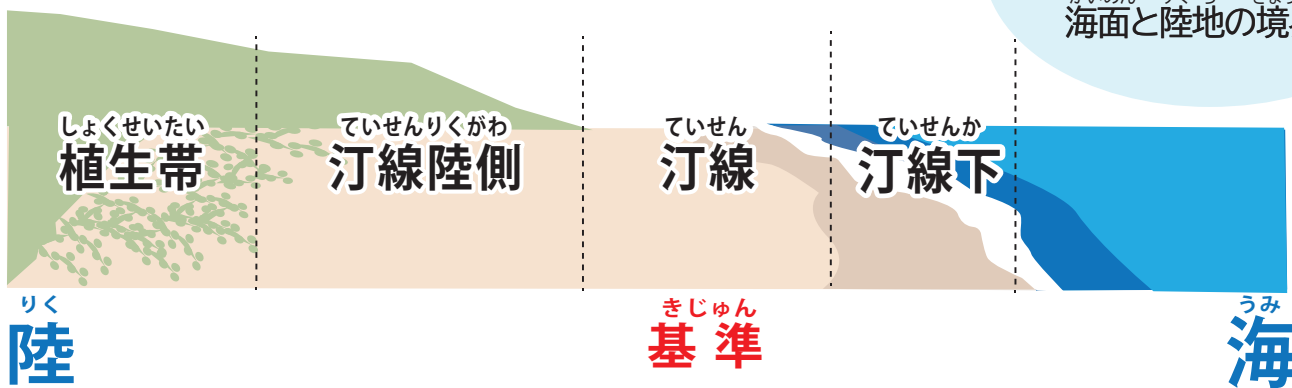 海面と陸地の境
しょくせいたい
植生帯
ていせんりくがわ
汀線陸側
ていせん
汀線
ていせんか
汀線下
りく
陸
きじゅん
基準
うみ
海